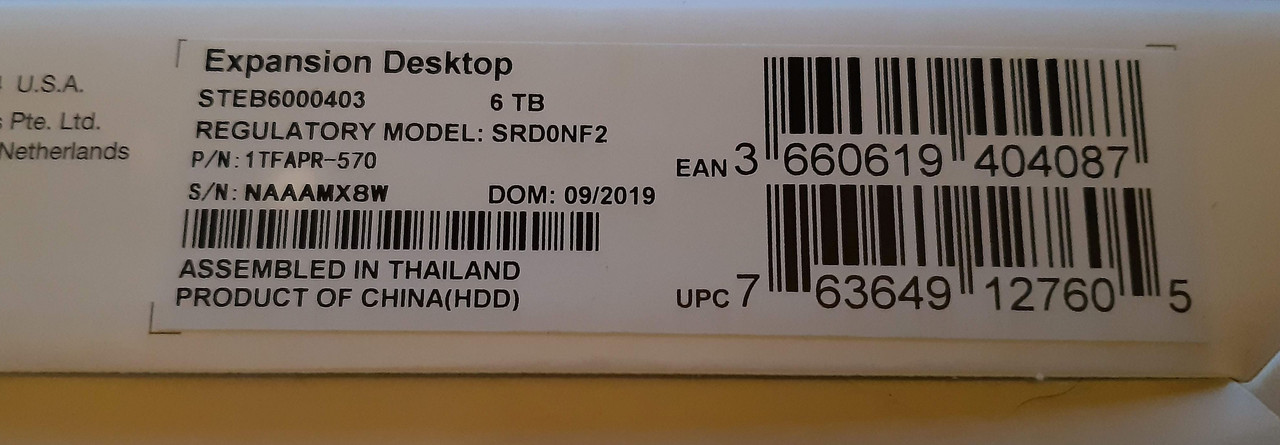 U.S.A.
Pte. Ltd.
Netherlands
Expansion Desktop
STEB6000403 6 TB
REGULATORY MODEL: SRD0NF2
P/N: 1TFAPR-570
S/N: NAAAMX8W DOM: 09/2019
ASSEMBLED IN THAILAND
PRODUCT OF CHINA(HDD)
EAN 3 660619 404087
UPC 7 63649 12760 5